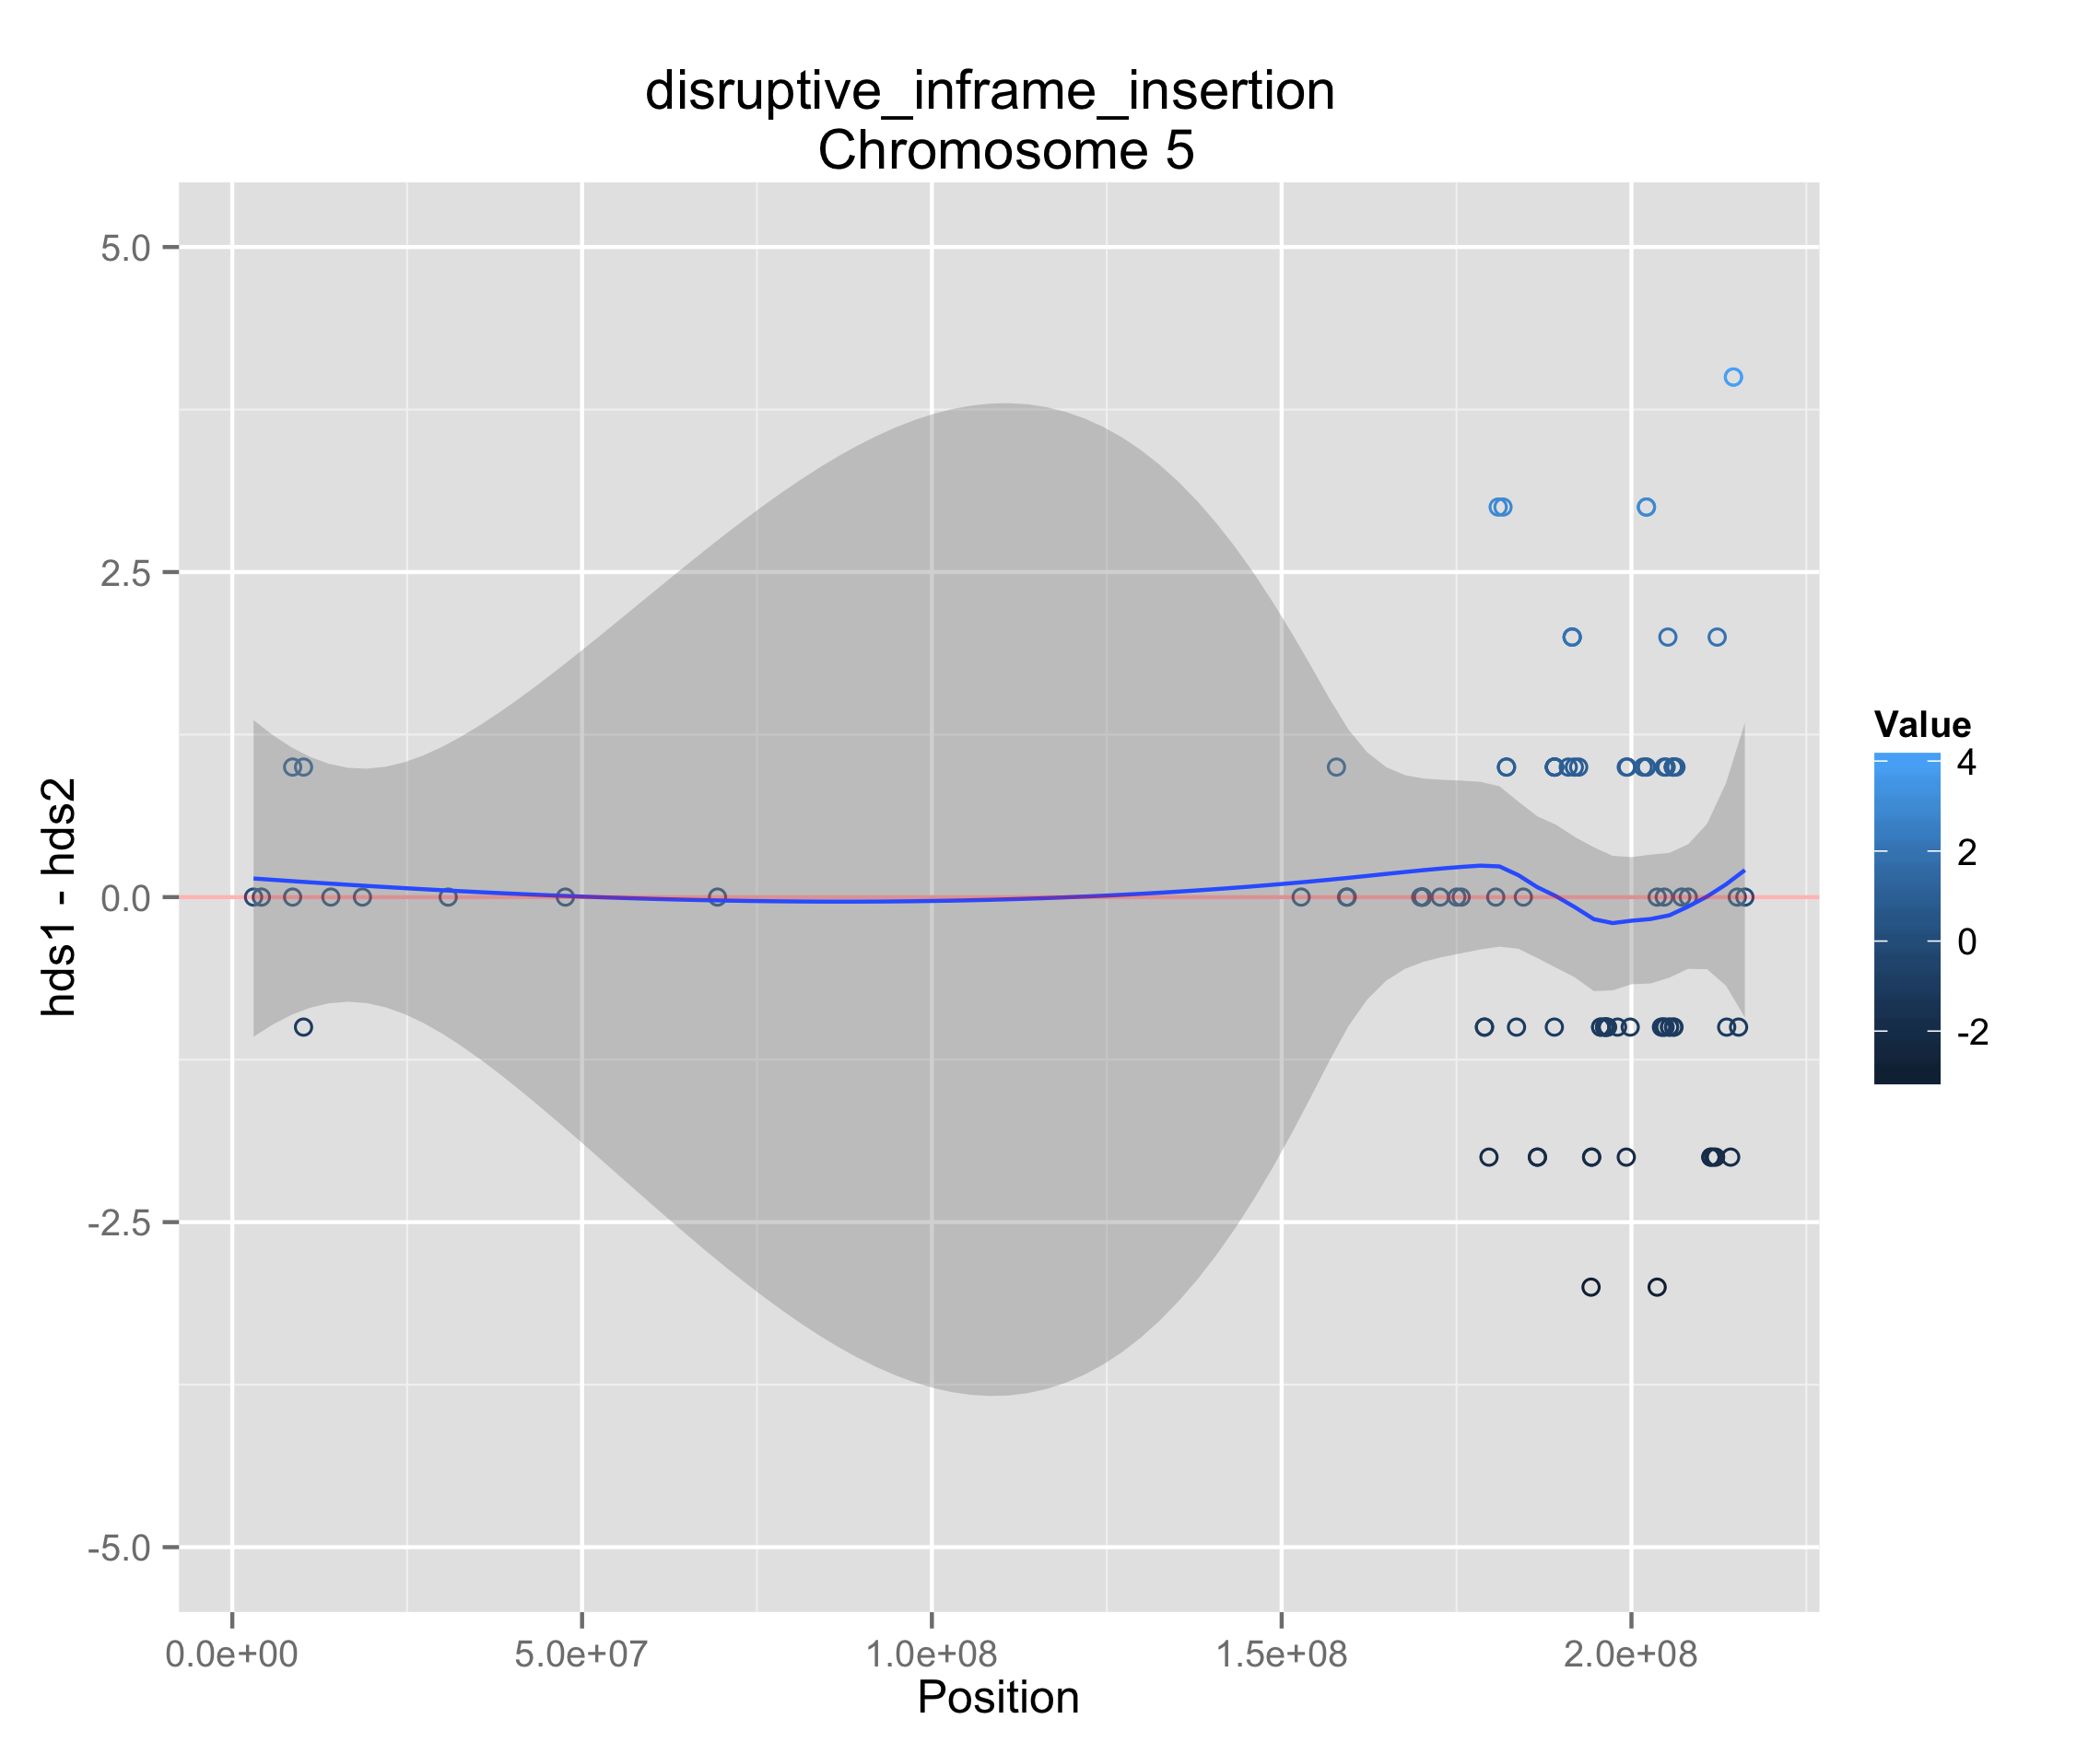 disruptive_inframe_insertion
Chromosome 5
5.0
2.5
0.0
-2.5
-5.0
hds1 - hds2
0.0e+00
5.0e+07
1.0e+08
1.5e+08
2.0e+08
Position
Value
4
2
0
-2